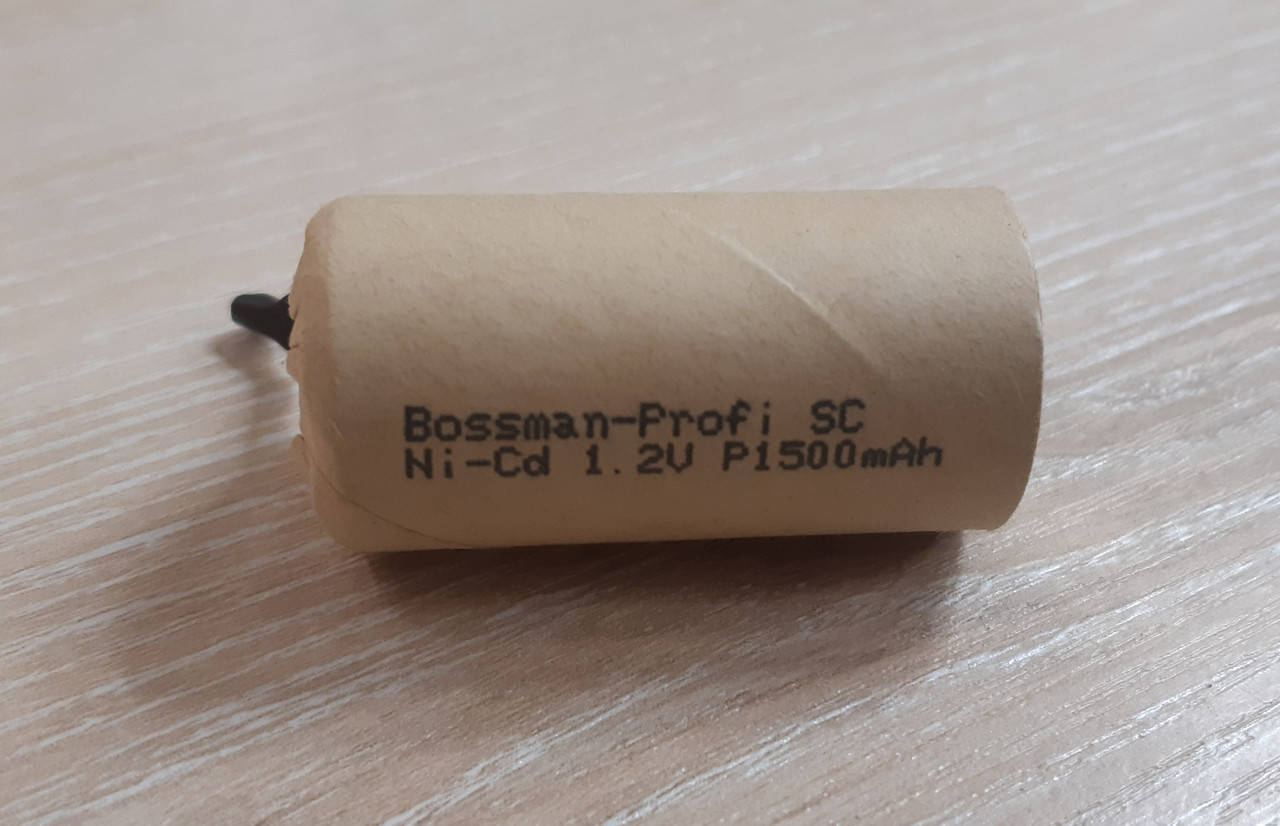 Bossman-Profi SC
Ni-Cd 1.2V P1500mAh